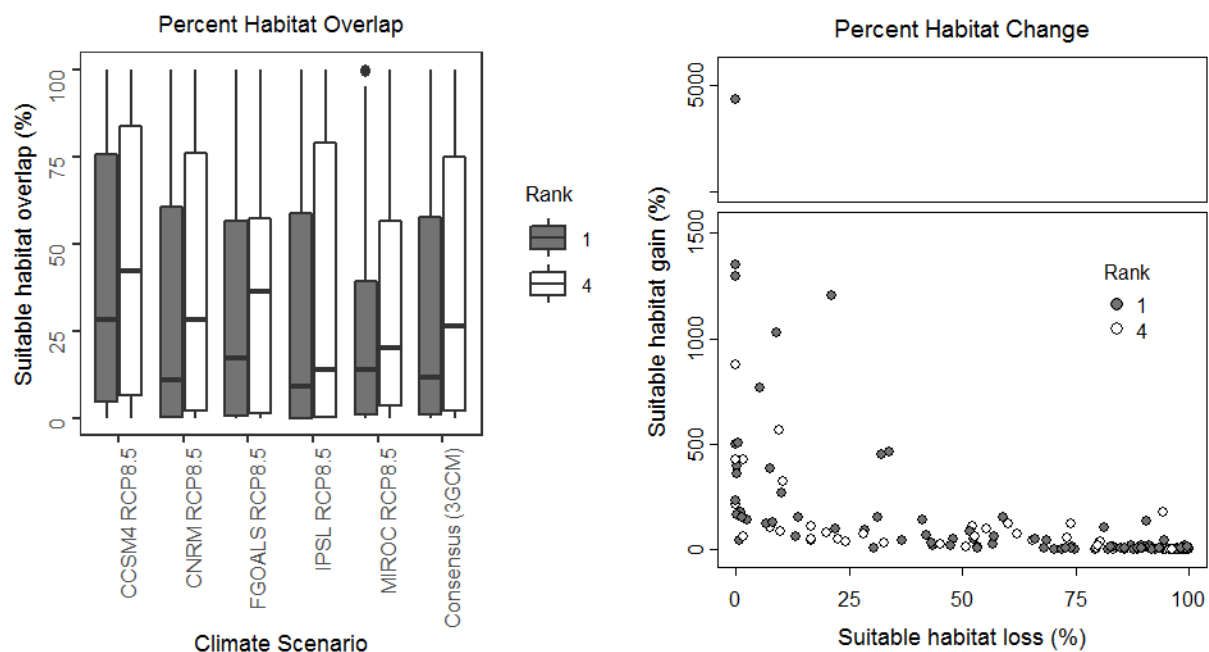 Percent Habitat Overlap
Suitable habitat overlap (%)
100
75
50
25
0
CCSM4 RCP8.5
CNRM RCP8.5
FGOALS RCP8.5
IPSL RCP8.5
MIROC RCP8.5
Consensus (3GCM)
Climate Scenario
Rank
1
4
Percent Habitat Change
Suitable habitat gain (%)
5000
1500
1000
500
0
Rank
1
4
0
25
50
75
100
Suitable habitat loss (%)